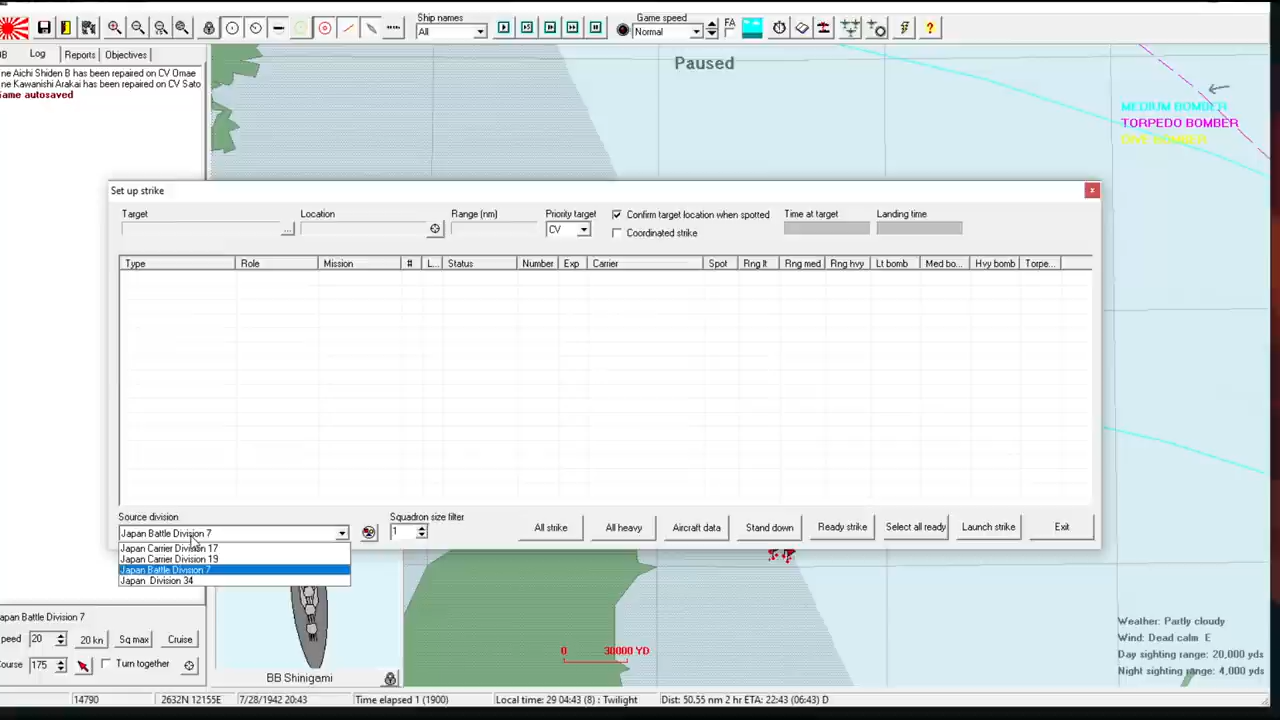 Ship names
All
Game speed
Normal
FA
Log
Reports
Objectives
ne Aichi Shiden B has been repaired on CV Omae
ne Kawanishi Arakai has been repaired on CV Sato
ame autosaved
Paused
MEDIUM BOMBER
TORPEDO BOMBER
DIVE BOMBER
Set up strike
Target
Location
Range (nm)
Priority target
Confirm target location when spotted
Time at target
Landing time
...
CV
Coordinated strike
Type
Role
Mission
#
L...
Status
Number
Exp
Carrier
Spot
Rng lt
Rng med
Rng hvy
Lt bomb
Med bo...
Hvy bomb
Torpe...
Source division
Squadron size filter
Japan Battle Division 7
1
All strike
All heavy
Aircraft data
Stand down
Ready strike
Select all ready
Launch strike
Exit
Japan Carrier Division 17
Japan Carrier Division 19
Japan Battle Division 7
Japan Division 34
apan Battle Division 7
peed
20
20 kn
Sq max
Cruise
ourse
175
Turn together
BB Shinigami
0
30000 YD
Weather: Partly cloudy
Wind: Dead calm E
Day sighting range: 20,000 yds
Night sighting range: 4,000 yds
14790
2632N 12155E
7/28/1942 20:43
Time elapsed 1 (1900)
Local time: 29 04:43 (8) : Twilight
Dist: 50.55 nm 2 hr ETA: 22:43 (06:43) D